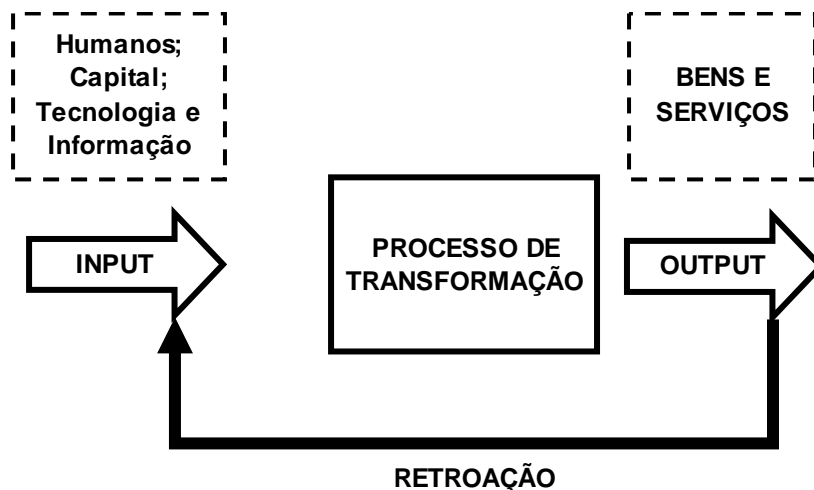 Humanos;
Capital;
Tecnologia e
Informação
BENS E
SERVIÇOS
INPUT
PROCESSO DE
TRANSFORMAÇÃO
OUTPUT
RETROAÇÃO